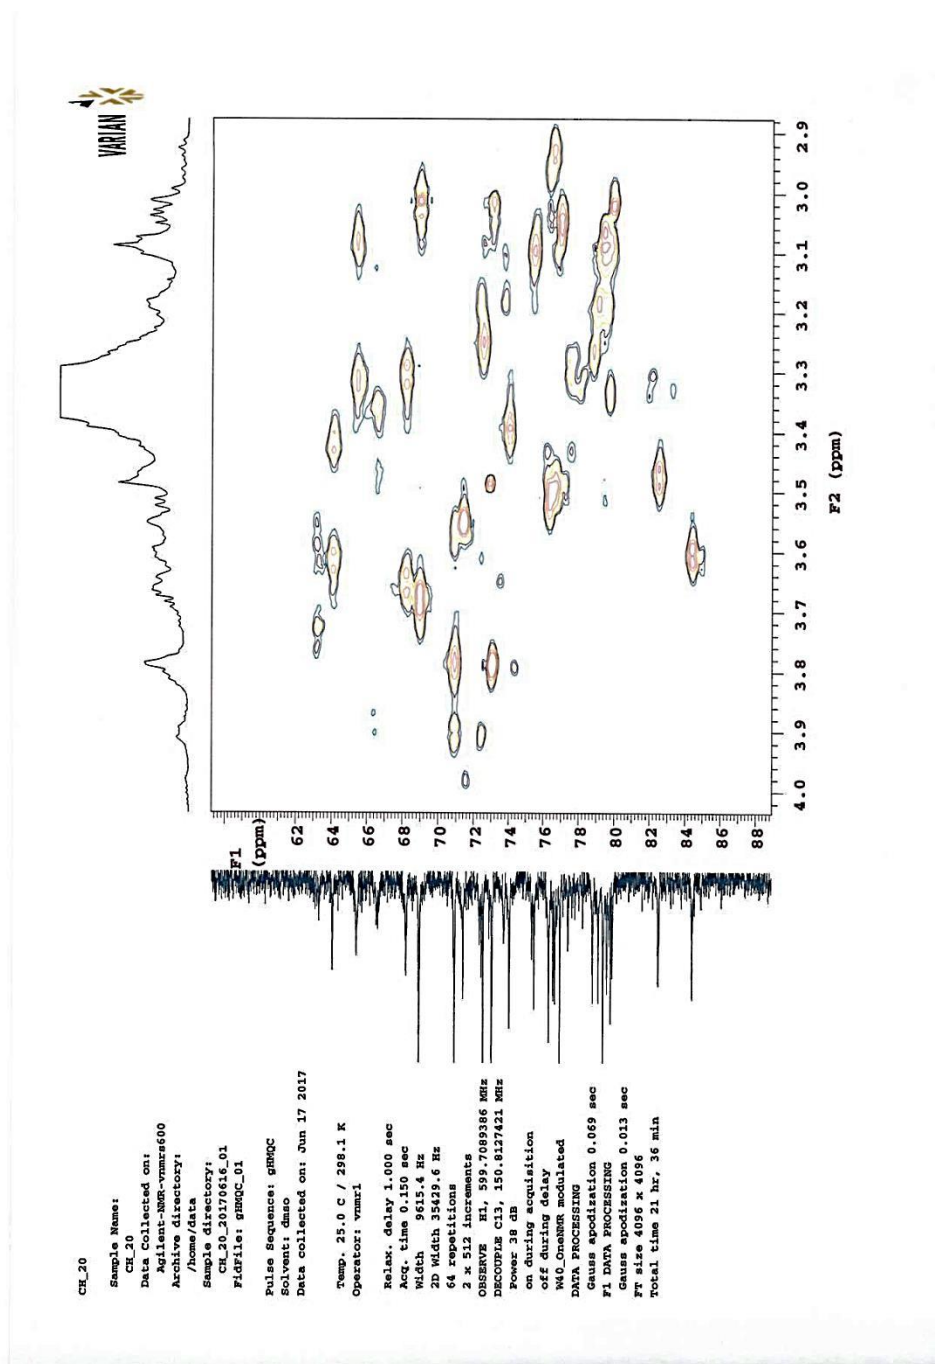 CH_20
Sample Name:
CH_20
Data Collected on:
Agilent-NMR-vnmrs600
Archive directory:
/home/data
Sample directory:
CH_20_20170616_01
FidFile: gHMQC_01
Pulse Sequence: gHMQC
Solvent: dmso
Data collected on: Jun 17 2017
Temp. 25.0 C / 298.1 K
Operator: vnmr1
Relax. delay 1.000 sec
Acq. time 0.150 sec
Width 9615.4 Hz
2D Width 35429.6 Hz
64 repetitions
2 x 512 increments
OBSERVE H1, 599.7089386 MHz
DECOUPLE C13, 150.8127421 MHz
Power 38 dB
on during acquisition
off during delay
W40_OneNMR modulated
DATA PROCESSING
Gauss apodization 0.069 sec
F1 DATA PROCESSING
Gauss apodization 0.013 sec
FT size 4096 x 4096
Total time 21 hr, 36 min
VARIAN
F1
(ppm)
62
64
66
68
70
72
74
76
78
80
82
84
86
88
4.0 3.9 3.8 3.7 3.6 3.5 3.4 3.3 3.2 3.1 3.0 2.9
F2 (ppm)